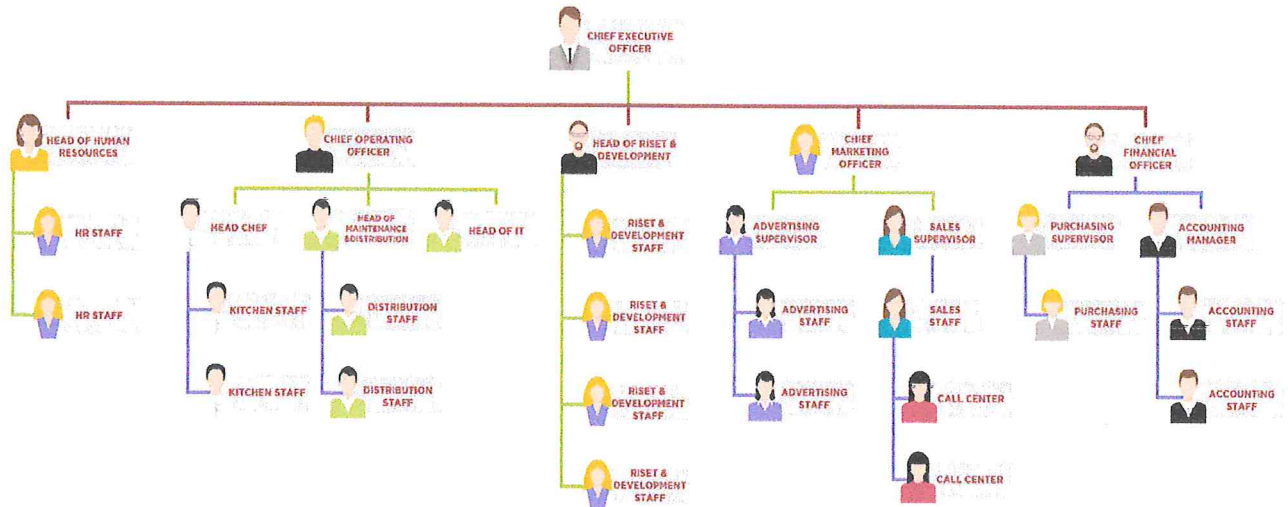 CHIEF EXECUTIVE
OFFICER
HEAD OF HUMAN
RESOURCES
CHIEF OPERATING
OFFICER
HEAD OF RISET &
DEVELOPMENT
CHIEF
MARKETING
OFFICER
CHIEF
FINANCIAL
OFFICER
HR STAFF
HEAD CHEF
HEAD OF
MAINTENANCE
&DISTRIBUTION
HEAD OF IT
RISET &
DEVELOPMENT
STAFF
ADVERTISING
SUPERVISOR
SALES
SUPERVISOR
PURCHASING
SUPERVISOR
ACCOUNTING
MANAGER
HR STAFF
KITCHEN STAFF
DISTRIBUTION
STAFF
RISET &
DEVELOPMENT
STAFF
ADVERTISING
STAFF
SALES
STAFF
PURCHASING
STAFF
ACCOUNTING
STAFF
KITCHEN STAFF
DISTRIBUTION
STAFF
RISET &
DEVELOPMENT
STAFF
ADVERTISING
STAFF
CALL CENTER
ACCOUNTING
STAFF
RISET &
DEVELOPMENT
STAFF
CALL CENTER